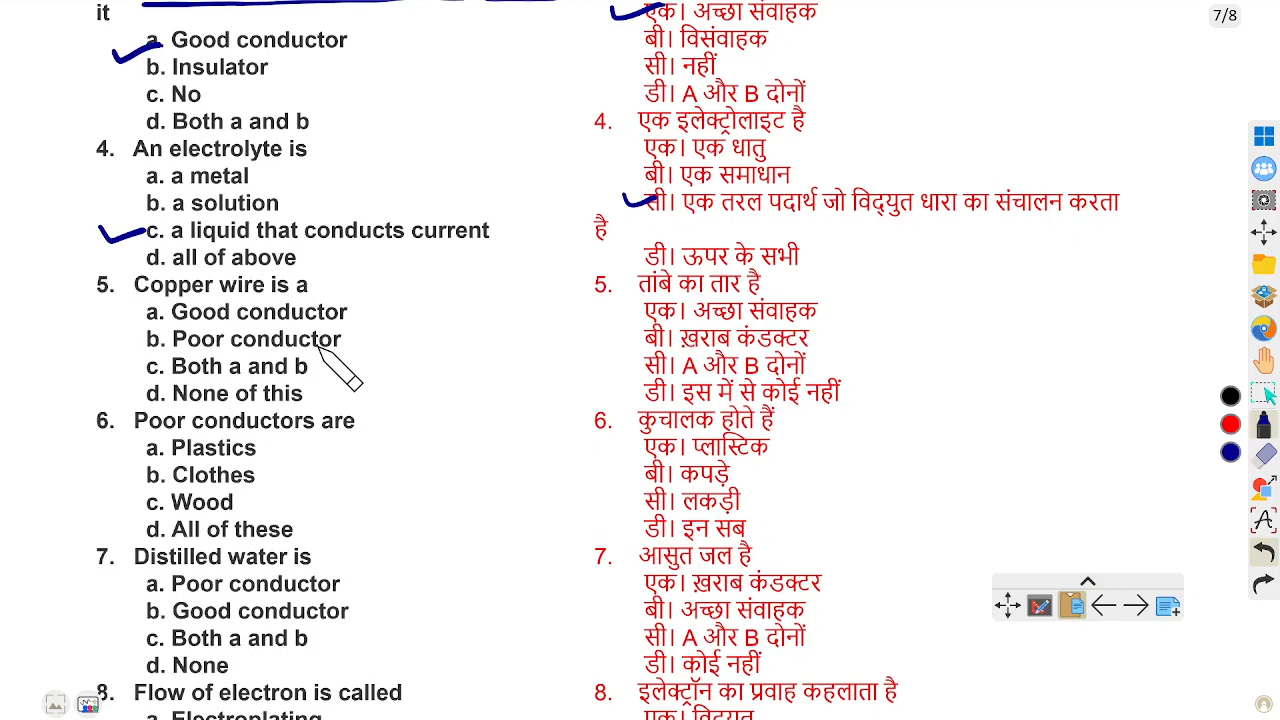 7/8
it
a. Good conductor
b. Insulator
c. No
d. Both a and b
4. An electrolyte is
a. a metal
b. a solution
c. a liquid that conducts current
d. all of above
5. Copper wire is a
a. Good conductor
b. Poor conductor
c. Both a and b
d. None of this
6. Poor conductors are
a. Plastics
b. Clothes
c. Wood
d. All of these
7. Distilled water is
a. Poor conductor
b. Good conductor
c. Both a and b
d. None
8. Flow of electron is called
a. Electroplating
एक। अच्छा संवाहक
बी। विसंवाहक
सी। नहीं
डी। A और B दोनों
4. एक इलेक्ट्रोलाइट है
एक। एक धातु
बी। एक समाधान
सी। एक तरल पदार्थ जो विद्युत धारा का संचालन करता
है
डी। ऊपर के सभी
5. तांबे का तार है
एक। अच्छा संवाहक
बी। ख़राब कंडक्टर
सी। A और B दोनों
डी। इस में से कोई नहीं
6. कुचालक होते हैं
एक। प्लास्टिक
बी। कपड़े
सी। लकड़ी
डी। इन सब
7. आसुत जल है
एक। ख़राब कंडक्टर
बी। अच्छा संवाहक
सी। A और B दोनों
डी। कोई नहीं
8. इलेक्ट्रॉन का प्रवाह कहलाता है
एक। विद्युत